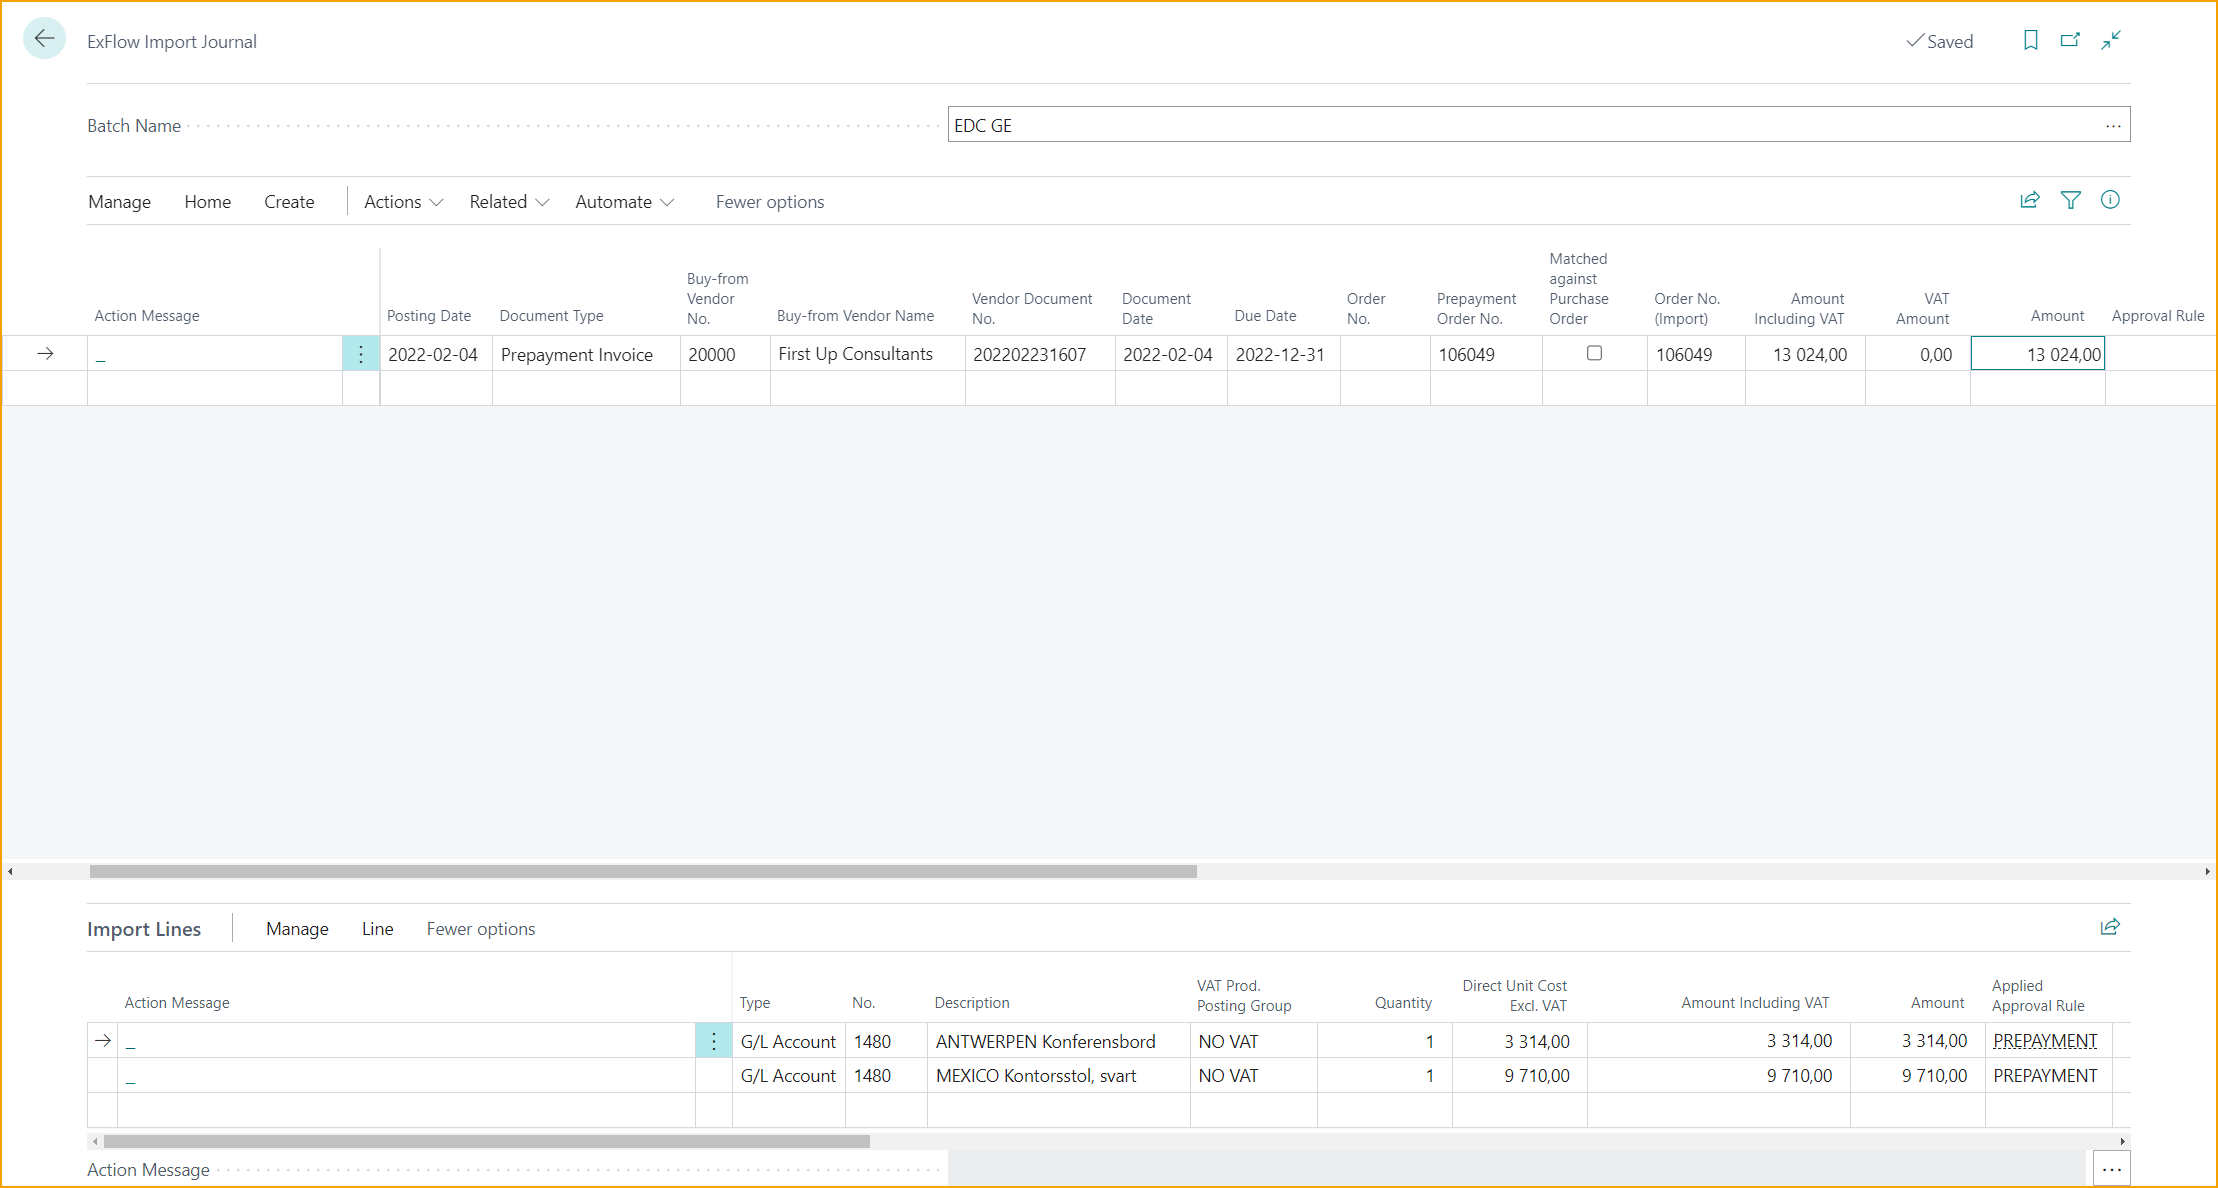 ExFlow Import Journal
Saved
Batch Name
EDC GE
...
Manage Home Create Actions Related Automate Fewer options
Action Message
Posting Date
Document Type
Buy-from
Vendor
No.
Buy-from Vendor Name
Vendor Document
No.
Document
Date
Due Date
Order
No.
Prepayment
Order No.
Matched
against
Purchase
Order
Order No.
(Import)
Amount
Including VAT
VAT
Amount
Amount
Approval Rule
_ 2022-02-04 Prepayment Invoice 20000 First Up Consultants 202202231607 2022-02-04 2022-12-31 106049 106049 13 024,00 0,00 13 024,00
Import Lines Manage Line Fewer options
Action Message
Type
No.
Description
VAT Prod.
Posting Group
Quantity
Direct Unit Cost
Excl. VAT
Amount Including VAT
Amount
Applied
Approval Rule
_ G/L Account 1480 ANTWERPEN Konferensbord NO VAT 1 3 314,00 3 314,00 3 314,00 PREPAYMENT
_ G/L Account 1480 MEXICO Kontorsstol, svart NO VAT 1 9 710,00 9 710,00 9 710,00 PREPAYMENT
Action Message
...